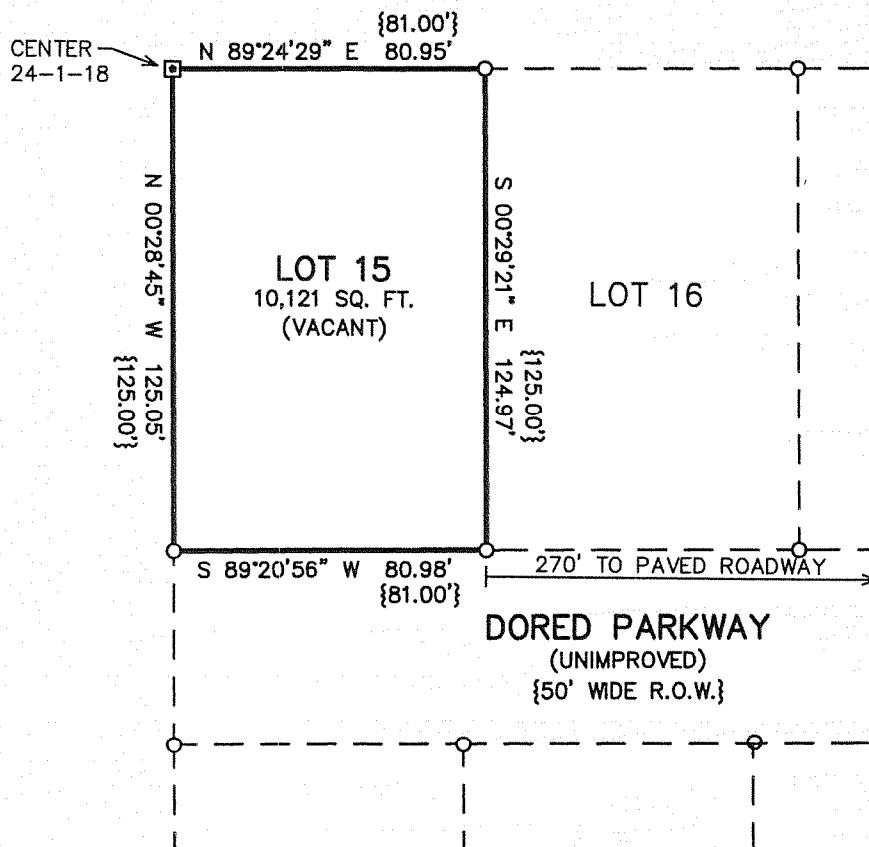 {81.00'}
N 89°24'29" E 80.95'
CENTER
24-1-18
N 00°28'45" W 125.05'
{125.00'}
LOT 15
10,121 SQ. FT.
(VACANT)
S 00°29'21" E 124.97'
{125.00'}
LOT 16
S 89°20'56" W 80.98'
{81.00'}
270' TO PAVED ROADWAY
DORED PARKWAY
(UNIMPROVED)
{50' WIDE R.O.W.}